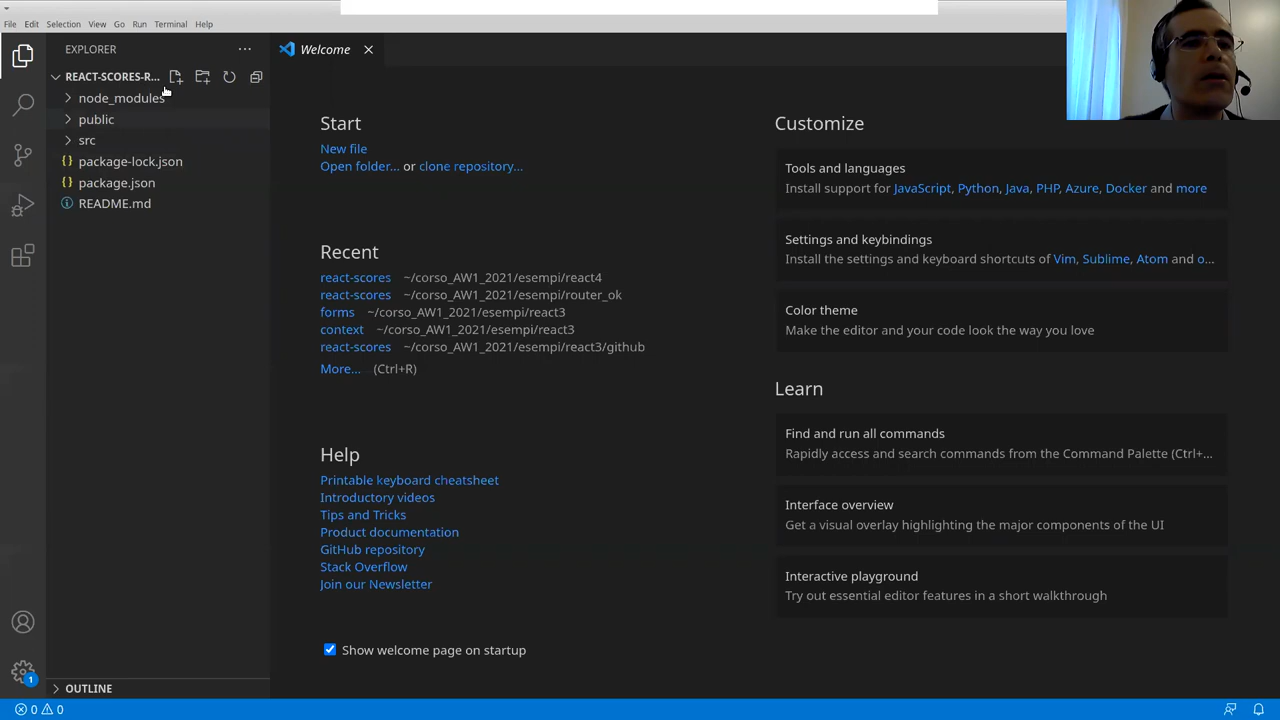 File Edit Selection View Go Run Terminal Help
EXPLORER
Welcome
REACT-SCORES-R...
node_modules
public
src
package-lock.json
package.json
README.md
Start
New file
Open folder... or clone repository...
Recent
react-scores ~/corso_AW1_2021/esempi/react4
react-scores ~/corso_AW1_2021/esempi/router_ok
forms ~/corso_AW1_2021/esempi/react3
context ~/corso_AW1_2021/esempi/react3
react-scores ~/corso_AW1_2021/esempi/react3/github
More... (Ctrl+R)
Help
Printable keyboard cheatsheet
Introductory videos
Tips and Tricks
Product documentation
GitHub repository
Stack Overflow
Join our Newsletter
Show welcome page on startup
Customize
Tools and languages
Install support for JavaScript, Python, Java, PHP, Azure, Docker and more
Settings and keybindings
Install the settings and keyboard shortcuts of Vim, Sublime, Atom and o...
Color theme
Make the editor and your code look the way you love
Learn
Find and run all commands
Rapidly access and search commands from the Command Palette (Ctrl+...
Interface overview
Get a visual overlay highlighting the major components of the UI
Interactive playground
Try out essential editor features in a short walkthrough
1
OUTLINE
0 0